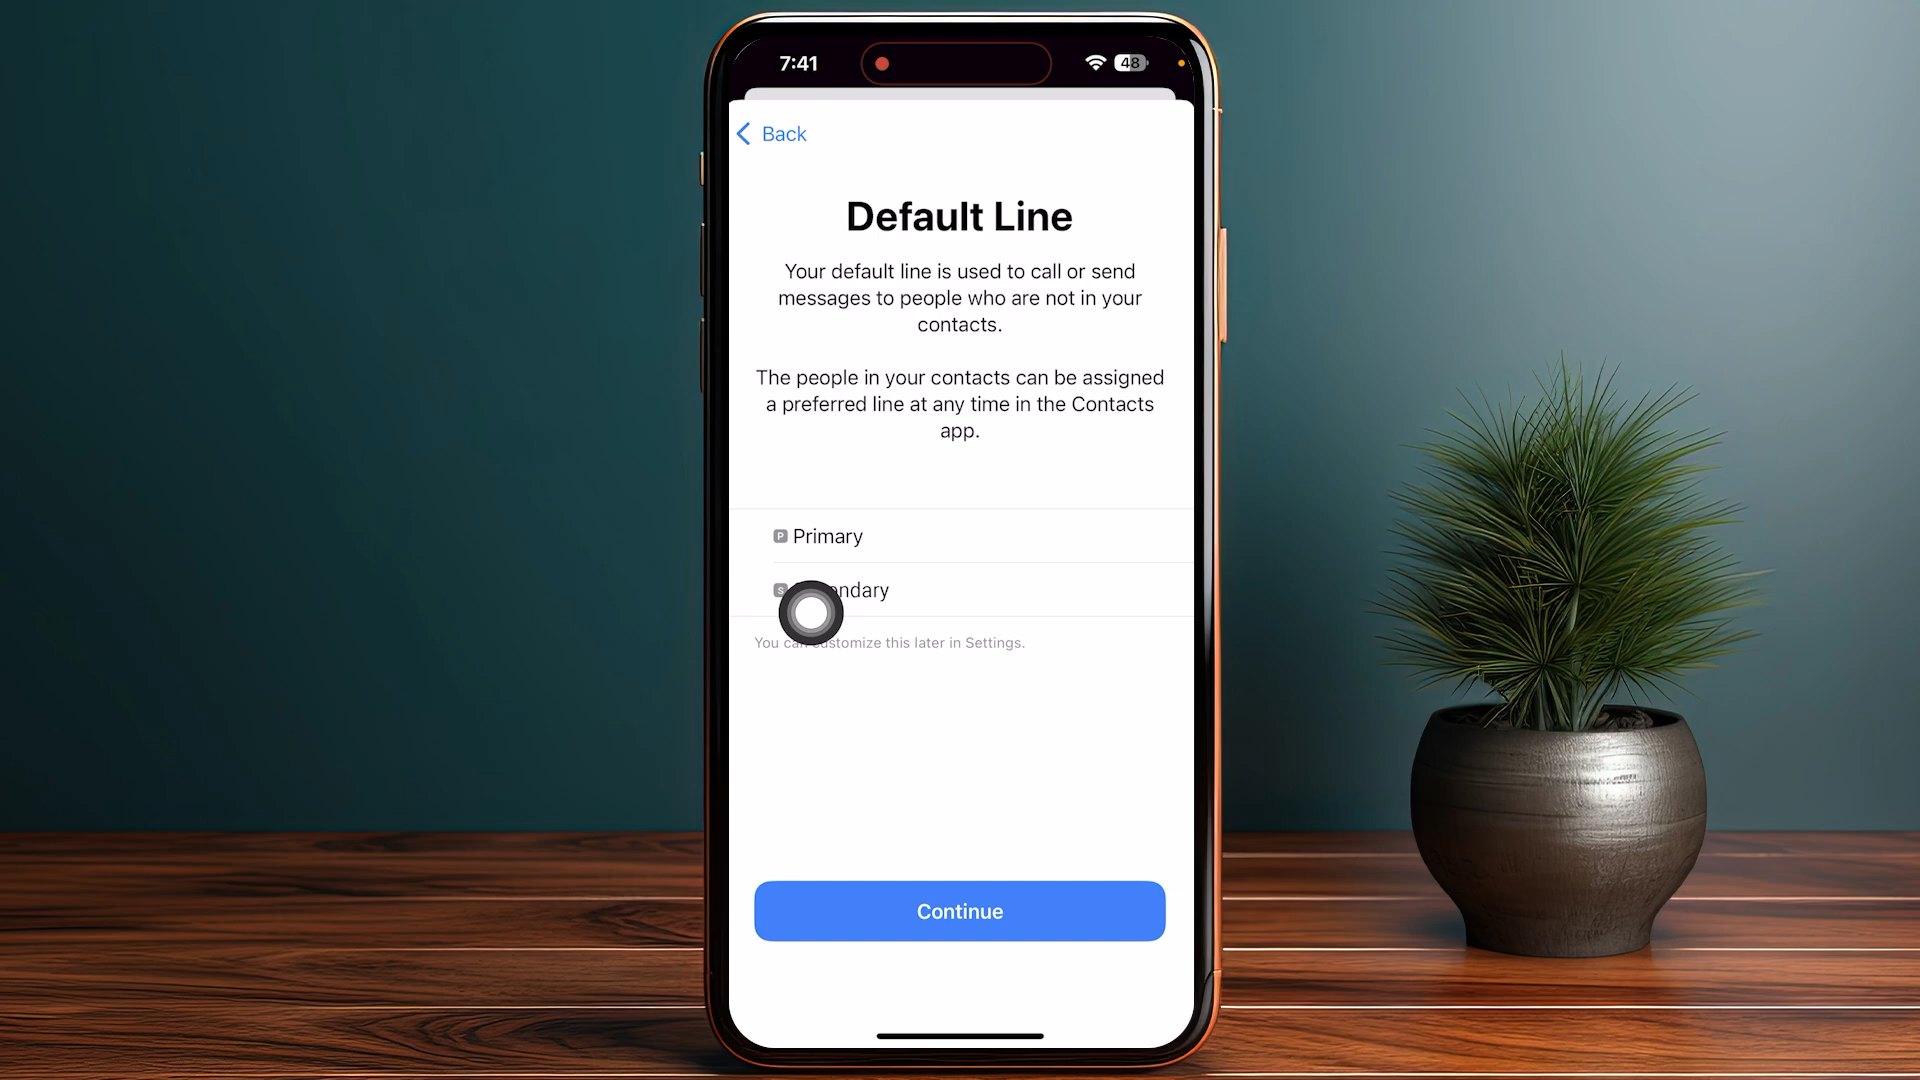 7:41
48
Back
Default Line
Your default line is used to call or send
messages to people who are not in your
contacts.
The people in your contacts can be assigned
a preferred line at any time in the Contacts
app.
P Primary
S ndary
You can customize this later in Settings.
Continue